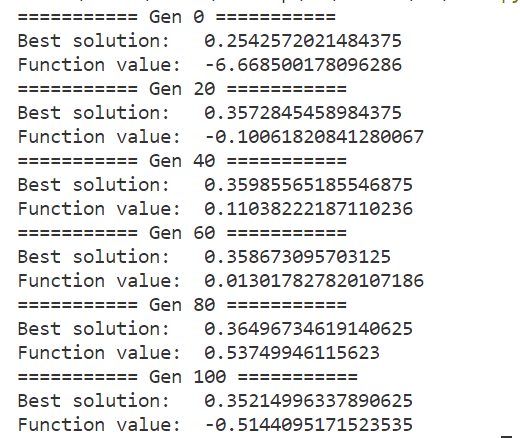 =========== Gen 0 ===========
Best solution:   0.2542572021484375
Function value:  -6.668500178096286
=========== Gen 20 ===========
Best solution:   0.3572845458984375
Function value:  -0.10061820841280067
=========== Gen 40 ===========
Best solution:   0.35985565185546875
Function value:  0.11038222187110236
=========== Gen 60 ===========
Best solution:   0.358673095703125
Function value:  0.013017827820107186
=========== Gen 80 ===========
Best solution:   0.36496734619140625
Function value:  0.53749946115623
=========== Gen 100 ===========
Best solution:   0.35214996337890625
Function value:  -0.5144095171523535